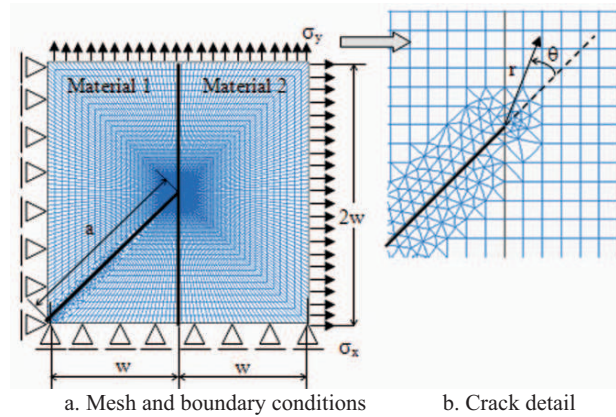 σy
Material 1 Material 2
a
2w
σx
w w
r θ
a. Mesh and boundary conditions b. Crack detail